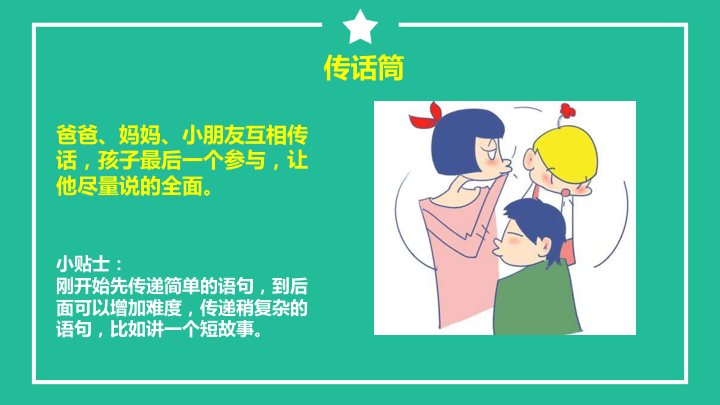 传话筒
爸爸、妈妈、小朋友互相传
话，孩子最后一个参与，让
他尽量说的全面。
小贴士：
刚开始先传递简单的语句，到后
面可以增加难度，传递稍复杂的
语句，比如讲一个短故事。